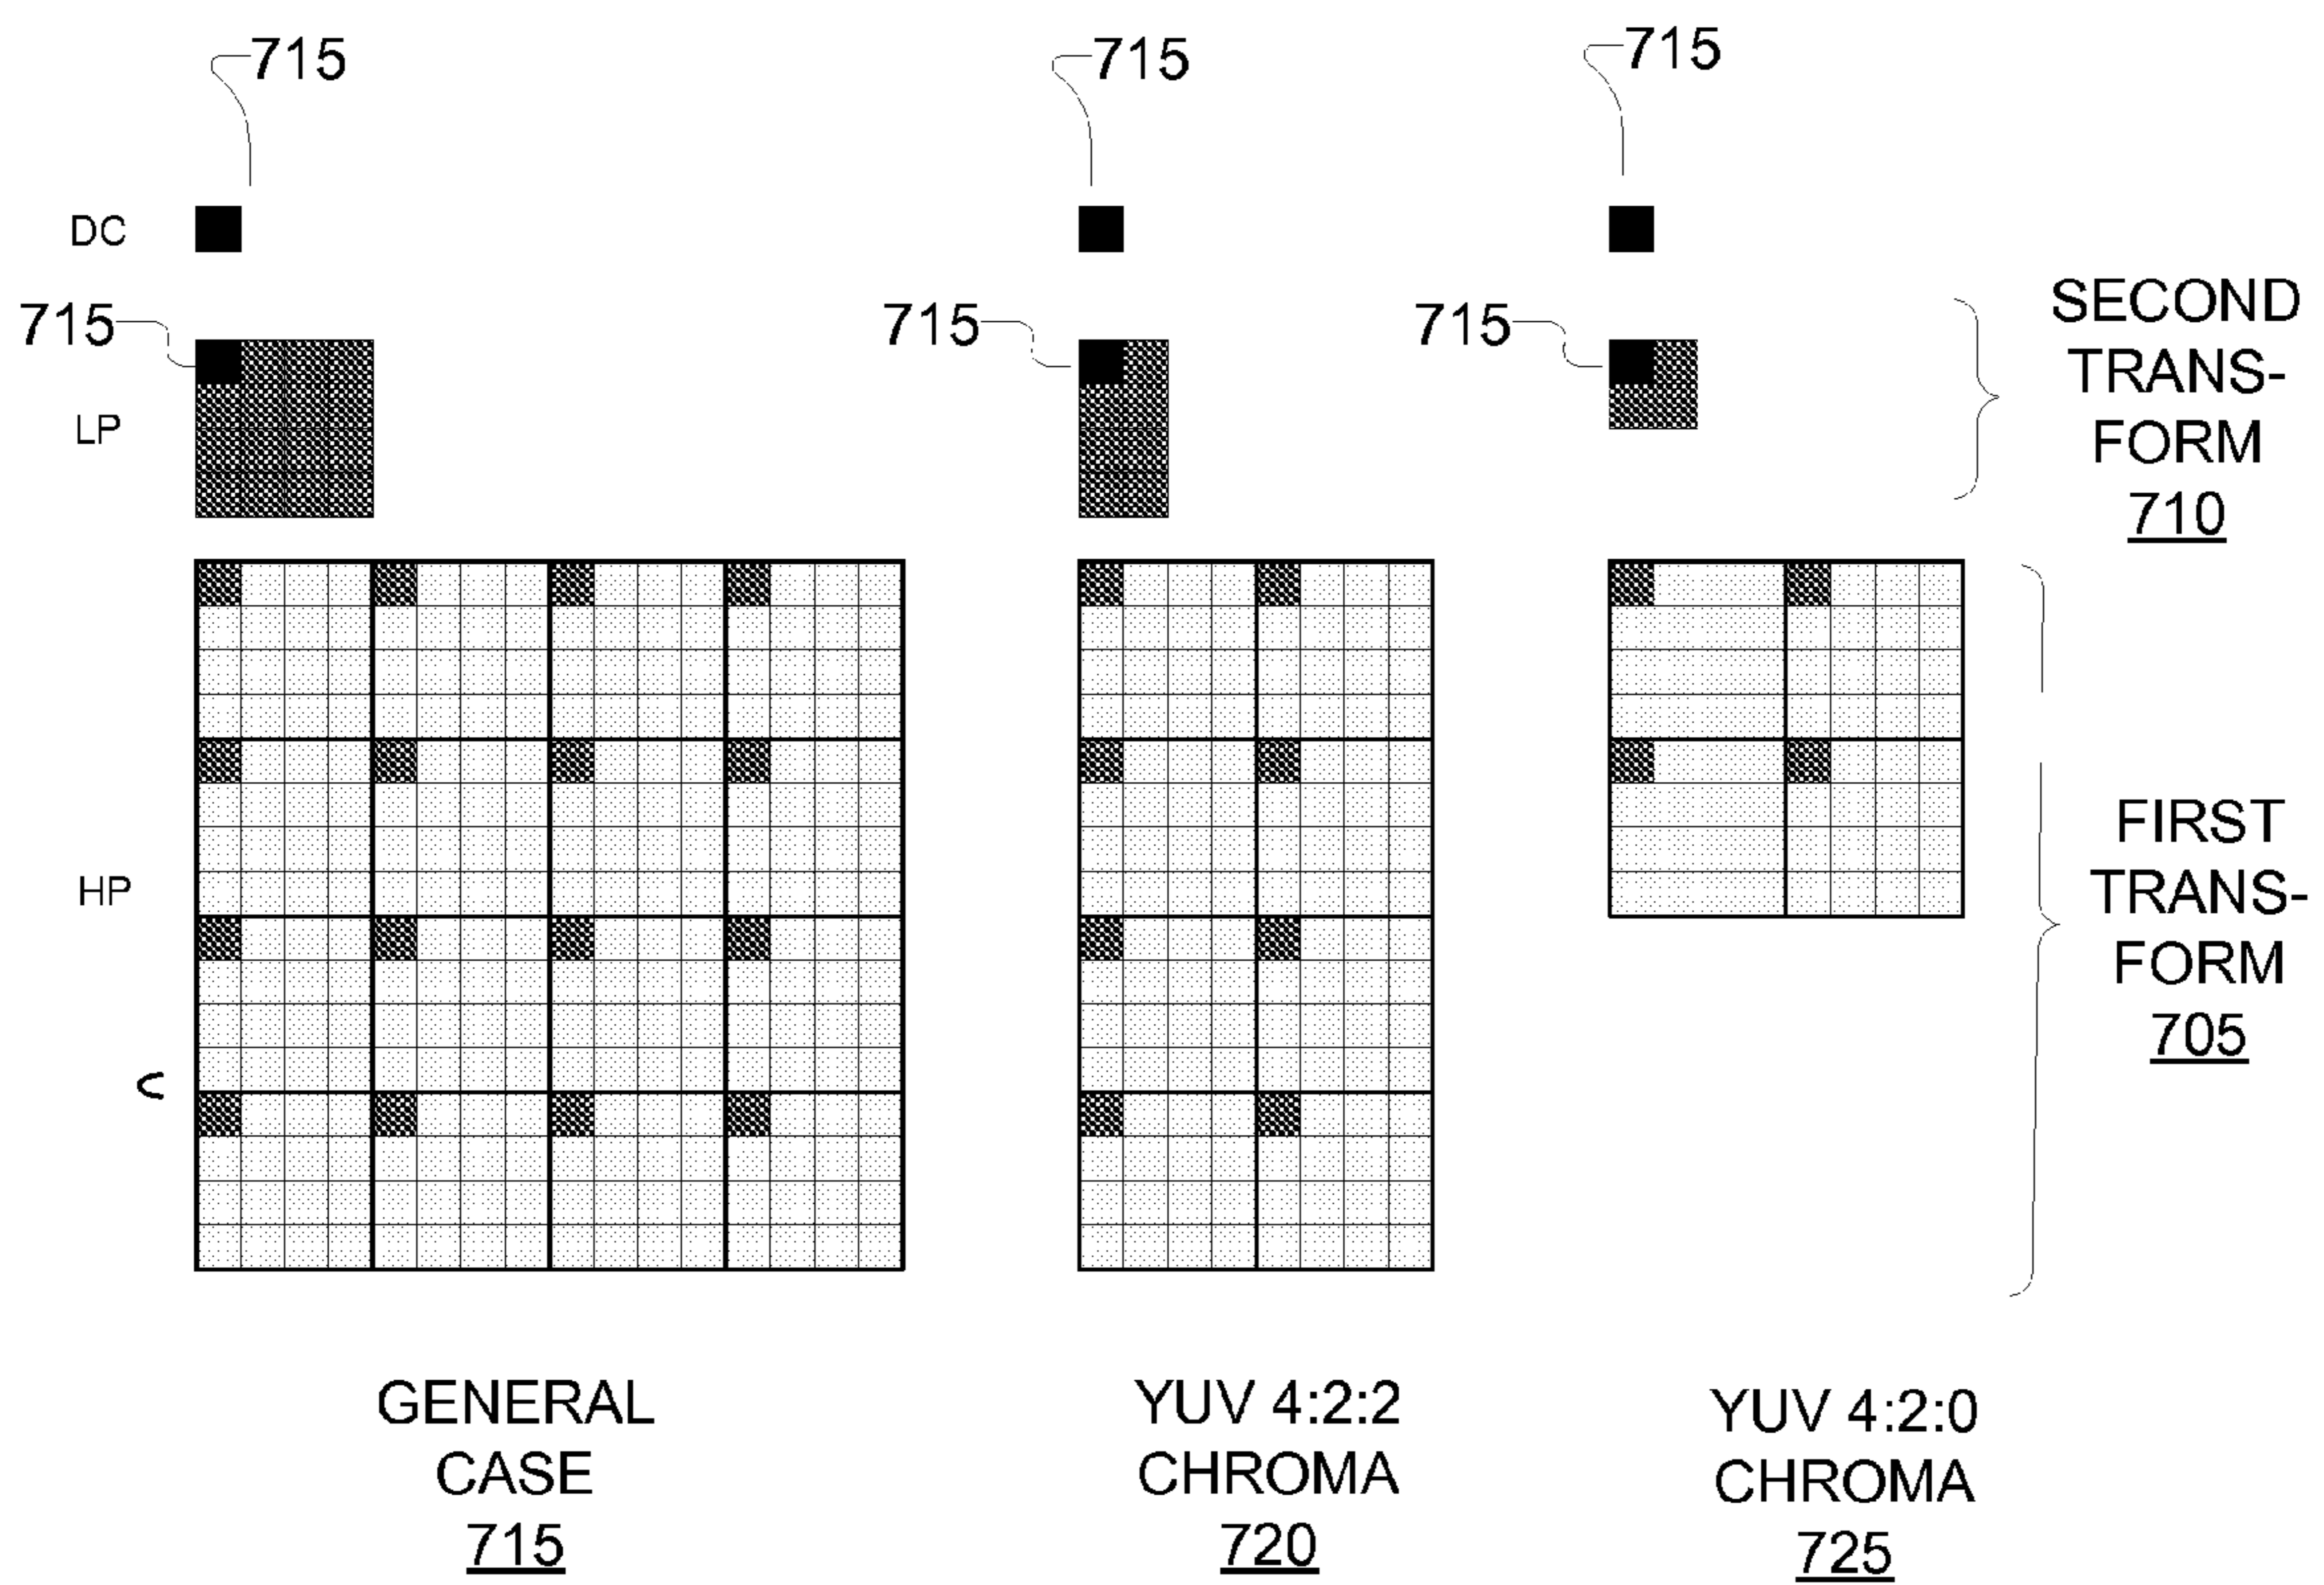 715
715
715
DC
715
715
715
LP
SECOND
TRANS-
FORM
710
HP
FIRST
TRANS-
FORM
705
GENERAL
CASE
715
YUV 4:2:2
CHROMA
720
YUV 4:2:0
CHROMA
725